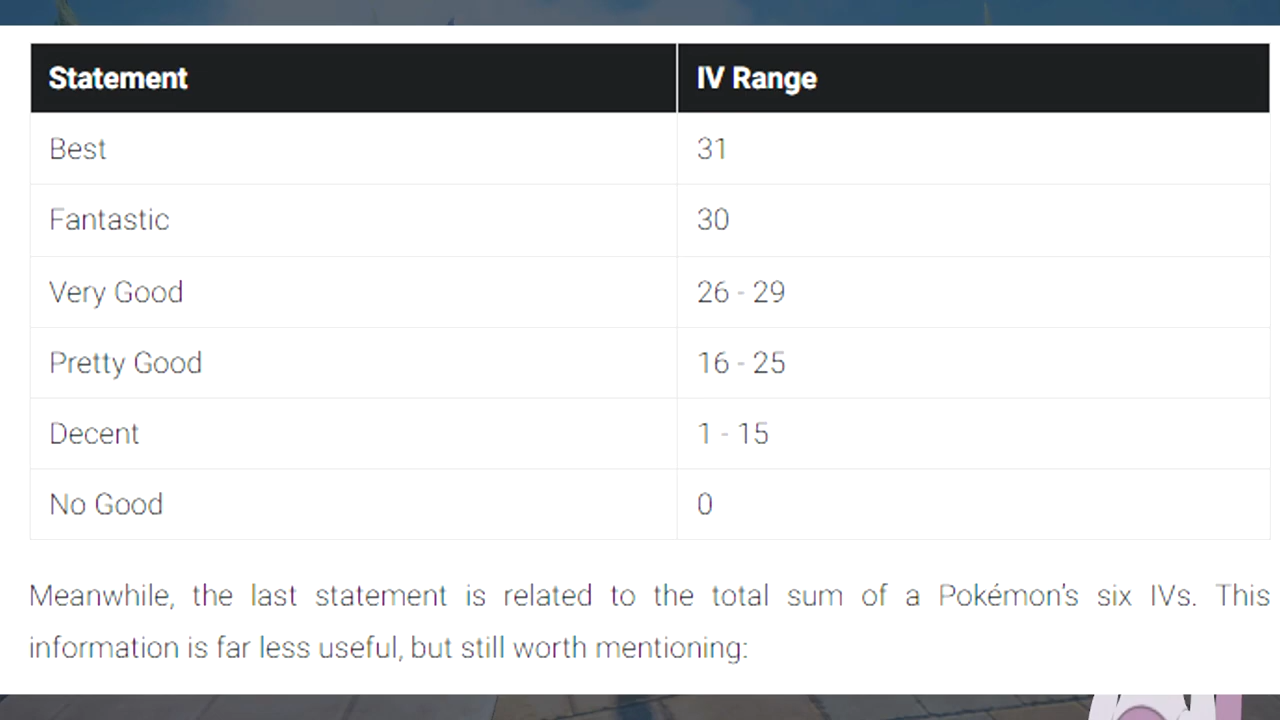 Statement IV Range
Best 31
Fantastic 30
Very Good 26 - 29
Pretty Good 16 - 25
Decent 1 - 15
No Good 0
Meanwhile, the last statement is related to the total sum of a Pokémon's six IVs. This
information is far less useful, but still worth mentioning: